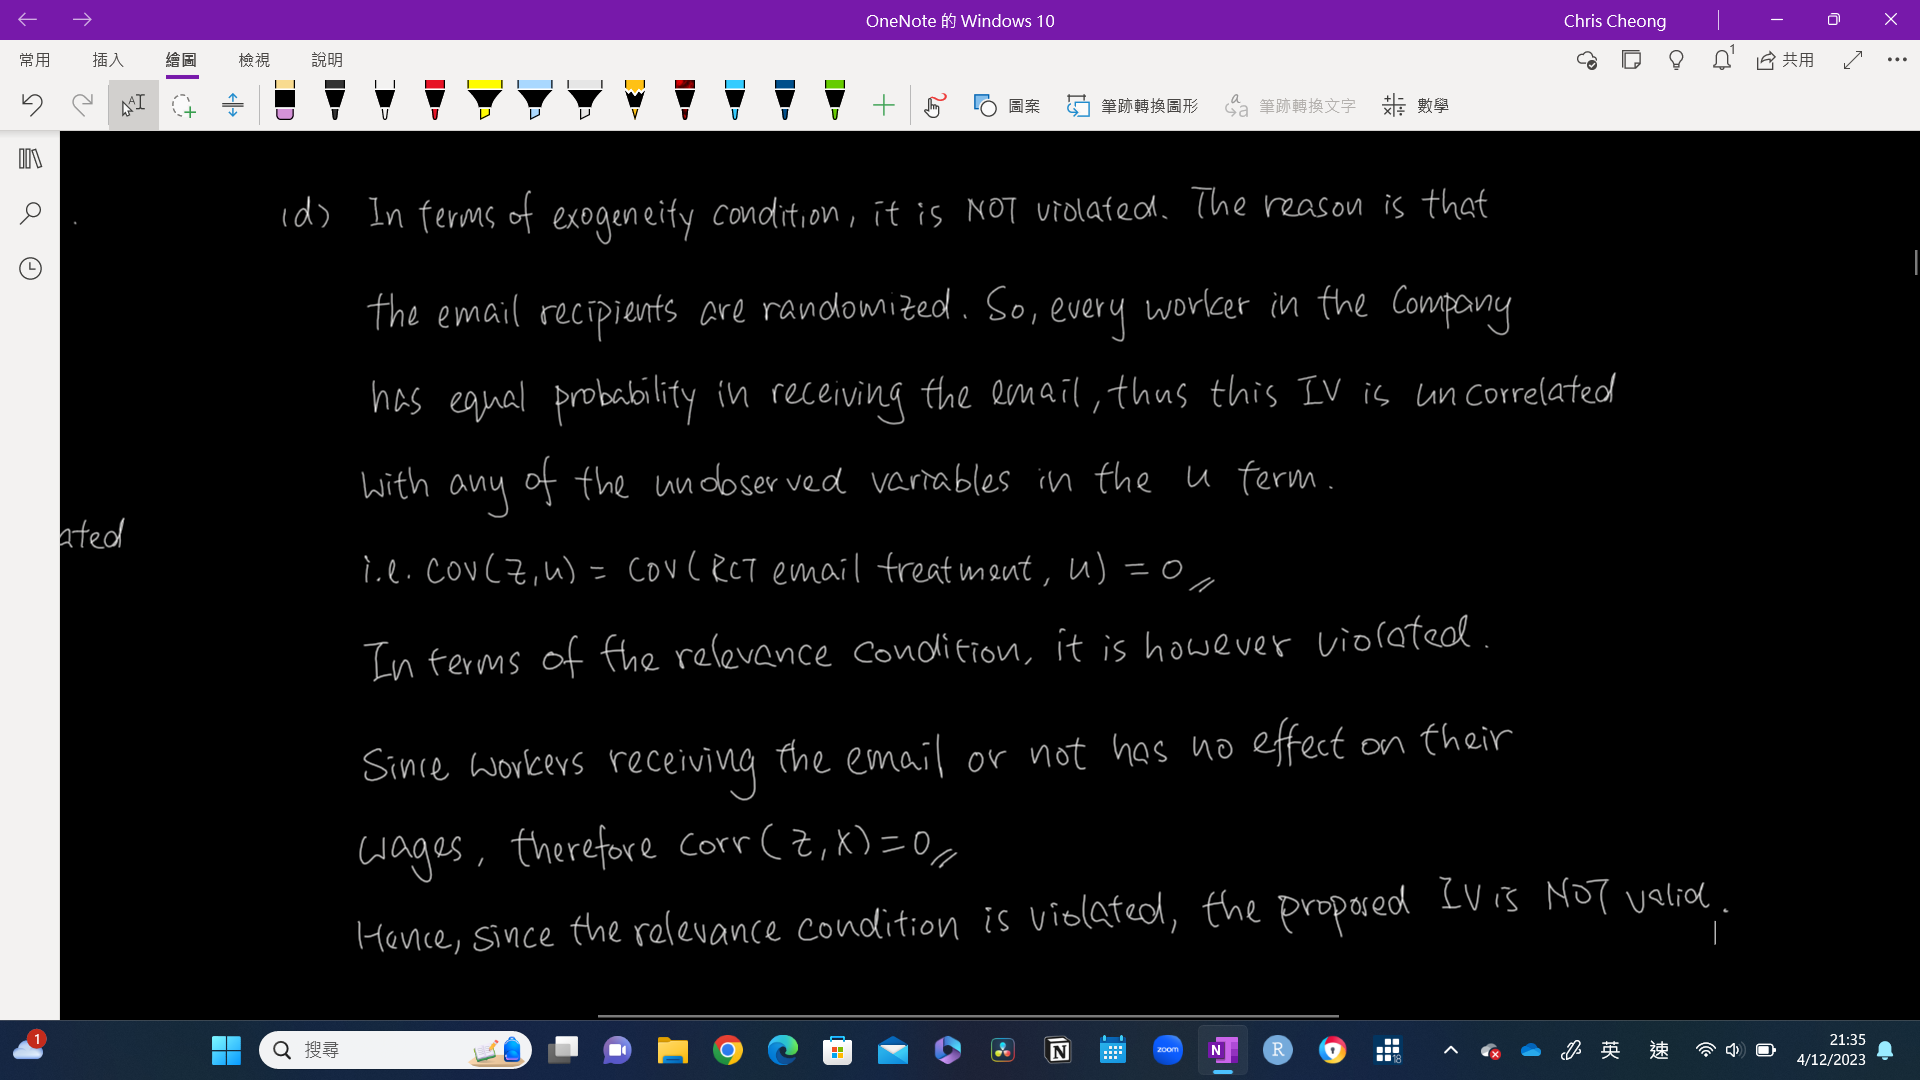 OneNote 的 Windows 10
Chris Cheong
常用 插入 繪圖 檢視 說明
1
共用
圖案 筆跡轉換圖形 筆跡轉換文字 數學
(d) In terms of exogeneity condition, it is NOT violated. The reason is that
the email recipients are randomized. So, every worker in the Company
has equal probability in receiving the email, thus this IV is uncorrelated
with any of the unobserved variables in the u term.
ated
i.e. COV(Z,u) = COV(RCT email treatment, u) = 0
In terms of the relevance condition, it is however violated.
Since workers receiving the email or not has no effect on their
wages, therefore corr(Z,X)=0
Hence, since the relevance condition is violated, the proposed IV is NOT valid.
1
搜尋
zoom
N
R
18
英
速
21:35
4/12/2023